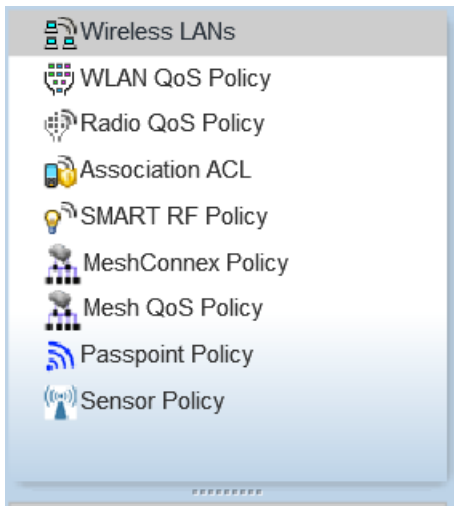 Wireless LANs
WLAN QoS Policy
Radio QoS Policy
Association ACL
SMART RF Policy
MeshConnex Policy
Mesh QoS Policy
Passpoint Policy
Sensor Policy